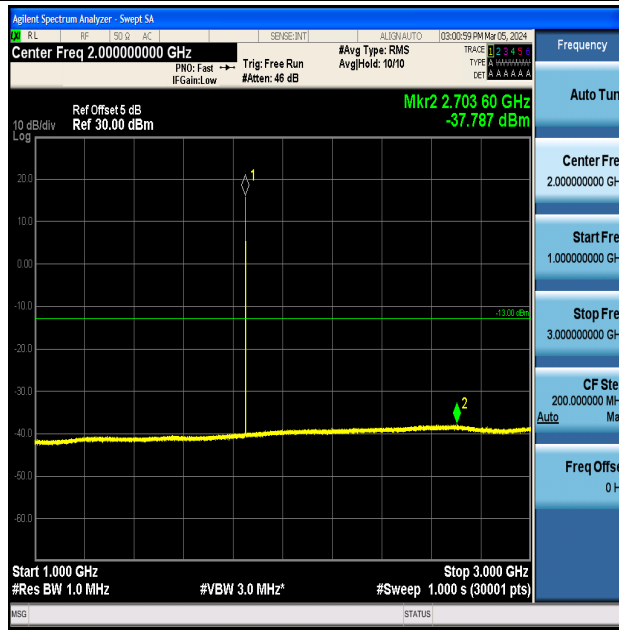 Agilent Spectrum Analyzer - Swept SA
RL RF 50 Ω AC SENSE:INT ALIGN AUTO 03:00:59 PM Mar 05, 2024
Center Freq 2.000000000 GHz
PNO: Fast
IFGain:Low
Trig: Free Run
#Atten: 46 dB
#Avg Type: RMS
Avg|Hold: 10/10
TRACE 1 2 3 4 5 6
TYPE A
DET A A A A A A
Mkr2 2.703 60 GHz
-37.787 dBm
Ref Offset 5 dB
10 dB/div Ref 30.00 dBm
Log
20.0
10.0
0.00
-10.0
-20.0
-30.0
-40.0
-50.0
-60.0
1
-13.00 dBm
2
Start 1.000 GHz Stop 3.000 GHz
#Res BW 1.0 MHz #VBW 3.0 MHz* #Sweep 1.000 s (30001 pts)
MSG STATUS
Frequency
Auto Tun
Center Fre
2.000000000 GH
Start Fre
1.000000000 GH
Stop Fre
3.000000000 GH
CF Ste
200.000000 MH
Auto Ma
Freq Offs
0 H